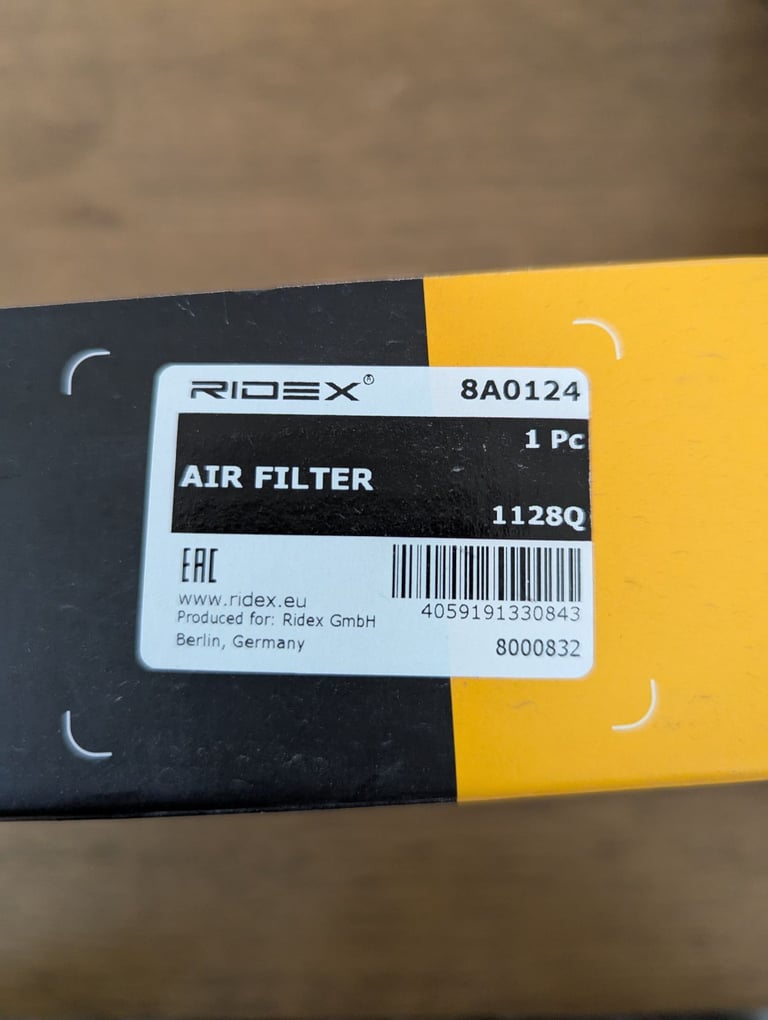 RIDEX® 8A0124
1 Pc
AIR FILTER
1128Q
EAC
www.ridex.eu
Produced for: Ridex GmbH
Berlin, Germany
4059191330843
8000832